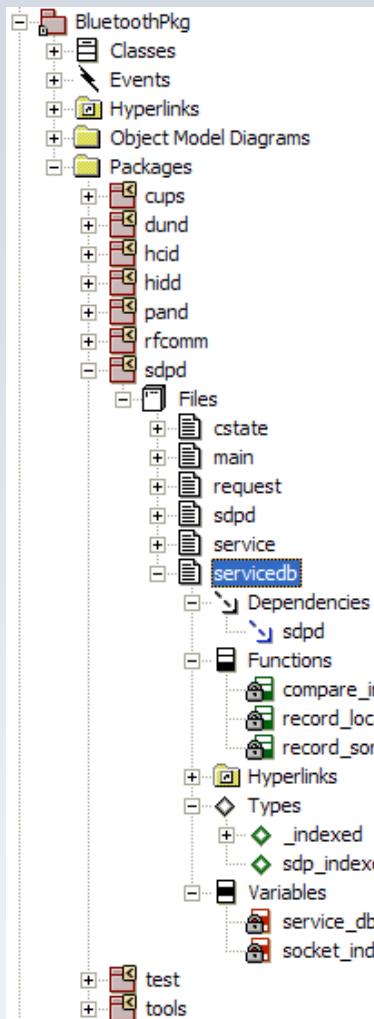 BluetoothPkg
Classes
Events
Hyperlinks
Object Model Diagrams
Packages
cups
dund
hcid
hidd
pand
rfcomm
sdpd
Files
cstate
main
request
sdpd
service
servicedb
Dependencies
sdpd
Functions
compare_in
record_loc
record_sor
Hyperlinks
Types
_indexed
sdp_indexe
Variables
service_db
socket_ind
test
tools